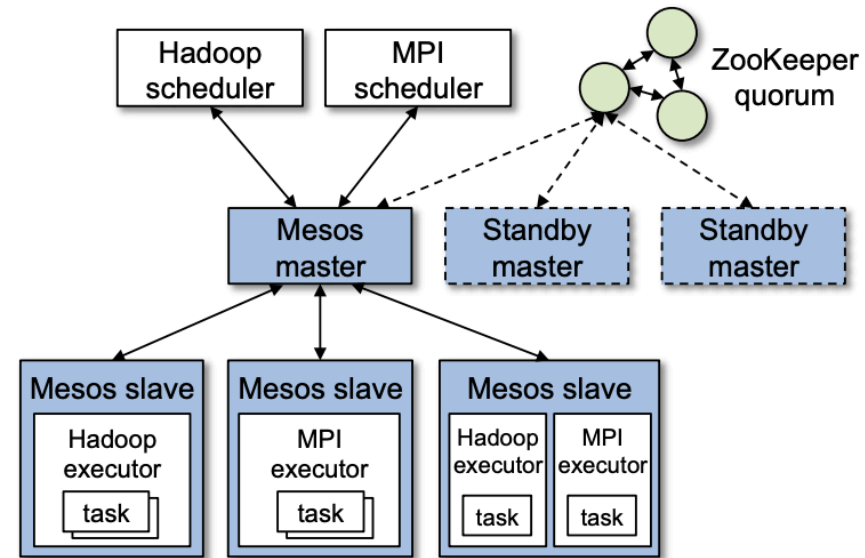 Hadoop
scheduler
MPI
scheduler
ZooKeeper
quorum
Mesos
master
Standby
master
Standby
master
Mesos slave
Hadoop
executor
task
Mesos slave
MPI
executor
task
Mesos slave
Hadoop
executor
task
MPI
executor
task